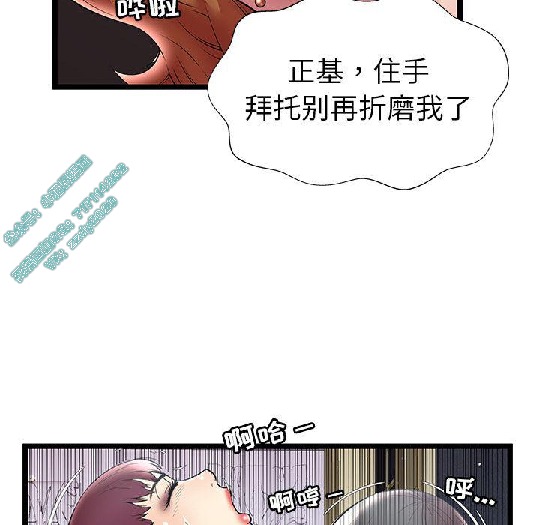 哗啦
正基，住手
拜托别再折磨我了
啊哈一
啊哼一
呼...